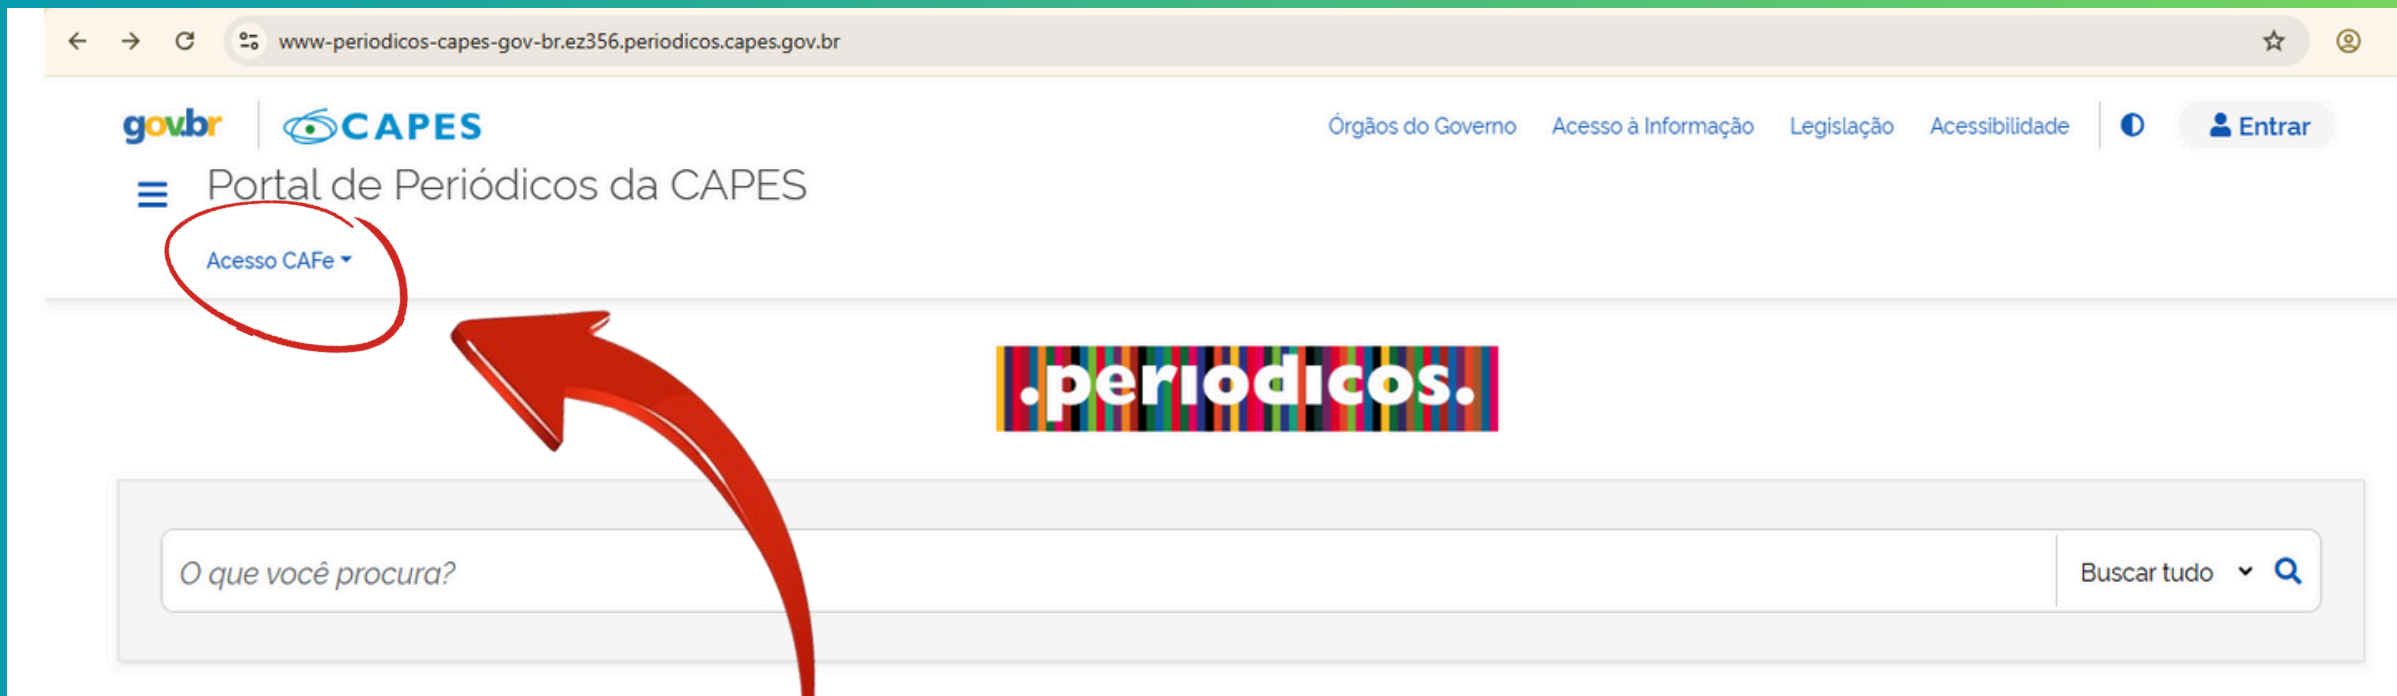 www-periodicos-capes-gov-br.ez356.periodicos.capes.gov.br
gov.br CAPES Órgãos do Governo Acesso à Informação Legislação Acessibilidade Entrar
Portal de Periódicos da CAPES
Acesso CAFe
.periodicos.
O que você procura? Buscar tudo